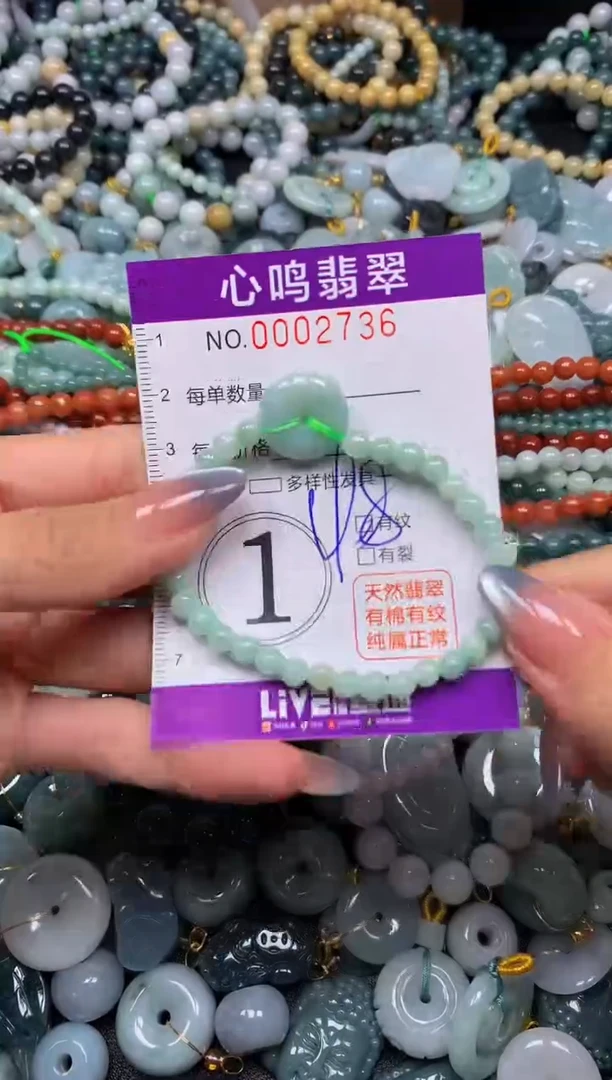 心鸣翡翠
NO.0002736
1
2 每单数量
3
多样性发
有纹
有裂
1
天然翡翠
有棉有纹
纯属正常
7
LIVE